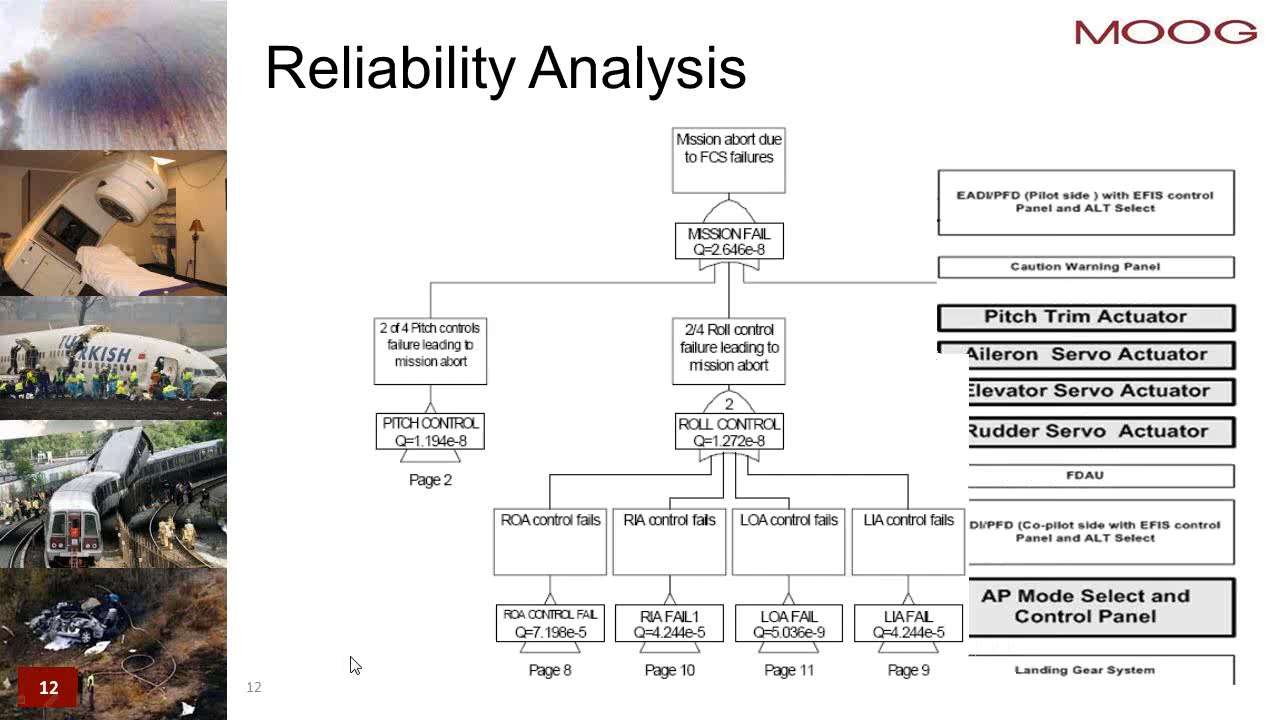 MOOG
Reliability Analysis
Mission abort due
to FCS failures
MISSION FAIL
Q=2.646e-8
2 of 4 Pitch controls
failure leading to
mission abort
PITCH CONTROL
Q=1.194e-8
Page 2
2/4 Roll control
failure leading to
mission abort
2
ROLL CONTROL
Q=1.272e-8
ROA control fails
RIA control fails
LOA control fails
LIA control fails
ROA CONTROL FAIL
Q=7.198e-5
RIA FAIL1
Q=4.244e-5
LOA FAIL
Q=5.036e-9
LIA FAIL
Q=4.244e-5
Page 8
Page 10
Page 11
Page 9
EADI/PFD (Pilot side ) with EFIS control
Panel and ALT Select
Caution Warning Panel
Pitch Trim Actuator
Aileron Servo Actuator
Elevator Servo Actuator
Rudder Servo Actuator
FDAU
DI/PFD (Co-pilot side with EFIS control
Panel and ALT Select
AP Mode Select and
Control Panel
Landing Gear System
TURKISH
12
12